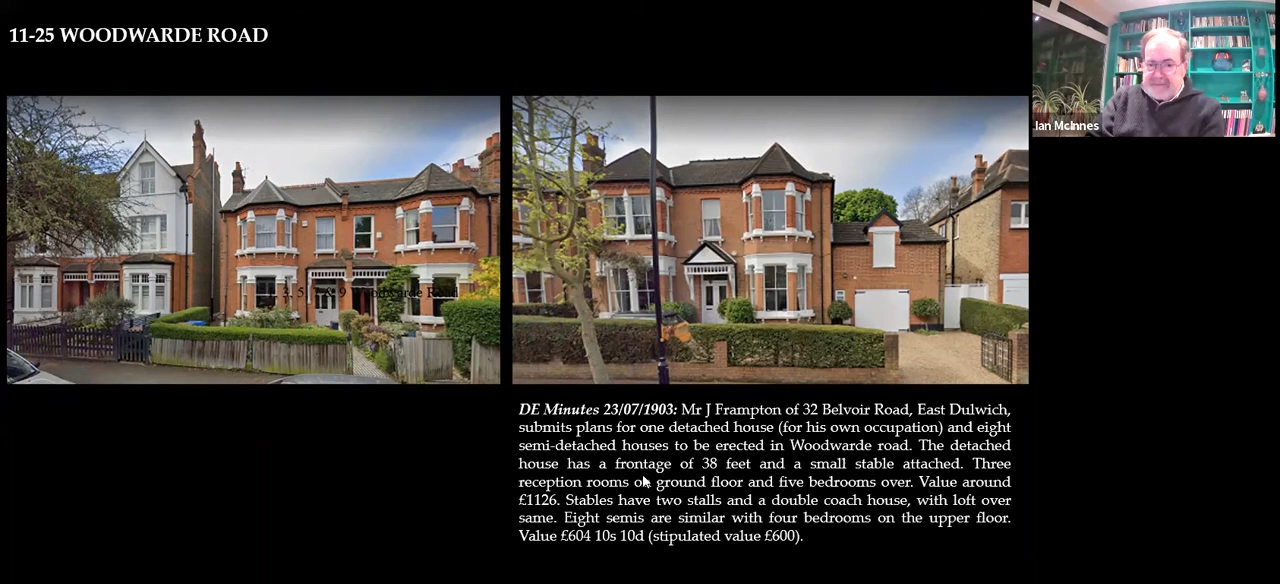 11-25 WOODWARDE ROAD
Ian McInnes
3, 5, 9 Woodwarde Road
DE Minutes 23/07/1903: Mr J Frampton of 32 Belvoir Road, East Dulwich,
submits plans for one detached house (for his own occupation) and eight
semi-detached houses to be erected in Woodwarde road. The detached
house has a frontage of 38 feet and a small stable attached. Three
reception rooms on ground floor and five bedrooms over. Value around
£1126. Stables have two stalls and a double coach house, with loft over
same. Eight semis are similar with four bedrooms on the upper floor.
Value £604 10s 10d (stipulated value £600).